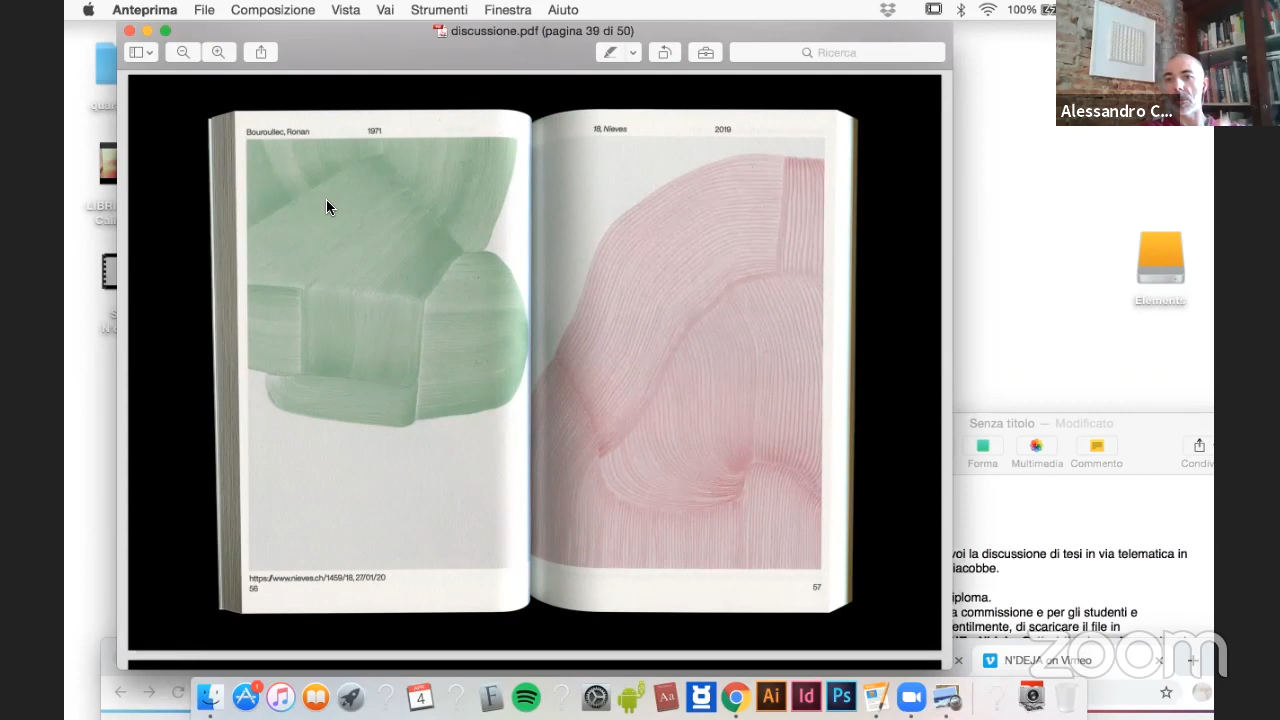 Anteprima File Composizione Vista Vai Strumenti Finestra Aiuto
100%
discussione.pdf (pagina 39 di 50)
Ricerca
Alessandro C...
Bouroullec, Ronan 1971
18, Nieves 2019
https://www.nieves.ch/1459/18, 27/01/20
56
57
Elements
Senza titolo — Modificato
Forma Multimedia Commento
voi la discussione di tesi in via telematica in
iacobbe.
iploma.
a commissione e per gli studenti e
entilmente, di scaricare il file in
N'DEJA on Vimeo
zoom
1
4
Aa
Ai Id Ps